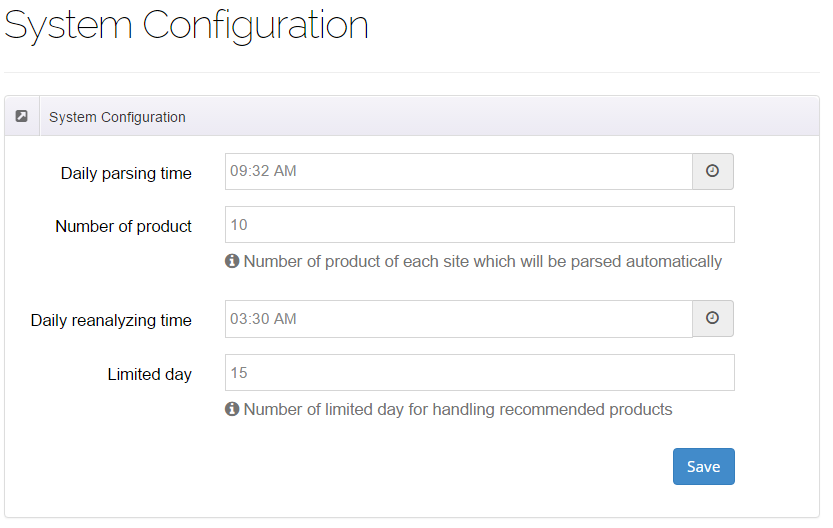 System Configuration
System Configuration
Daily parsing time 09:32 AM
Number of product 10
Number of product of each site which will be parsed automatically
Daily reanalyzing time 03:30 AM
Limited day 15
Number of limited day for handling recommended products
Save